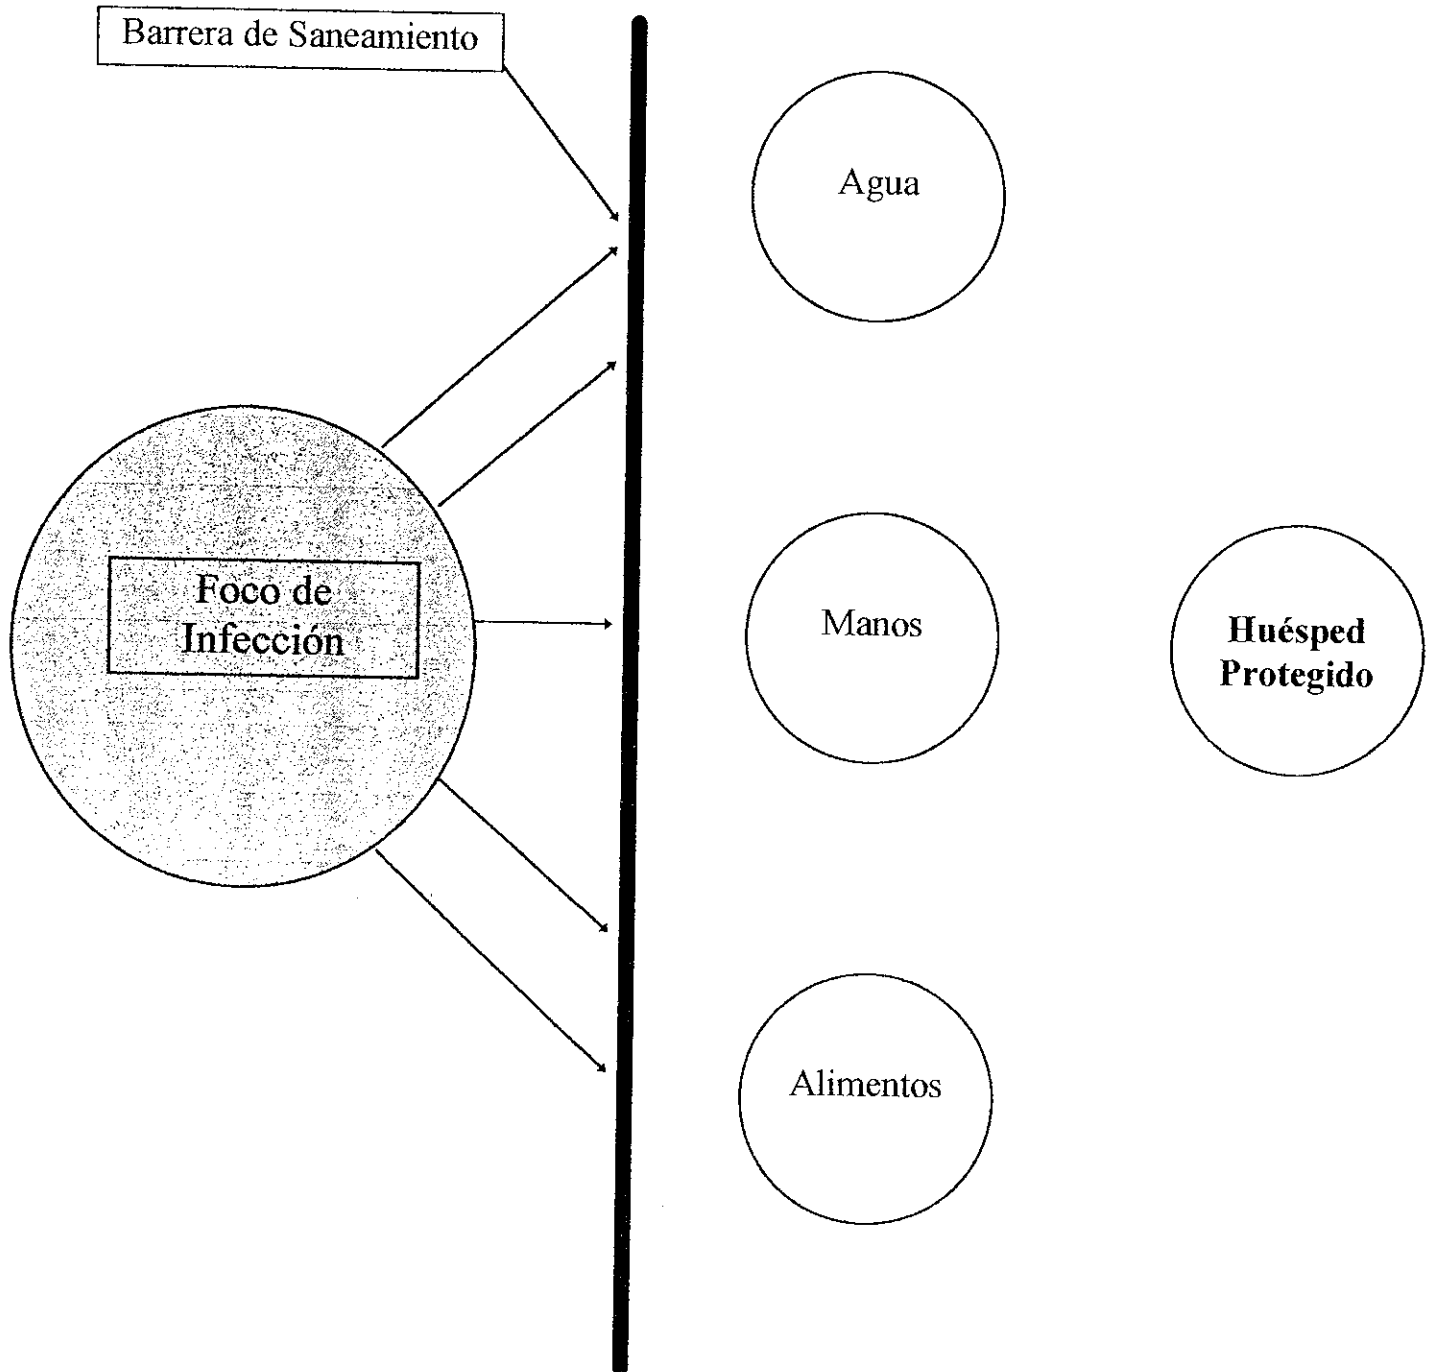 Barrera de Saneamiento
Agua
Foco de
Infección
Manos
Huésped
Protegido
Alimentos